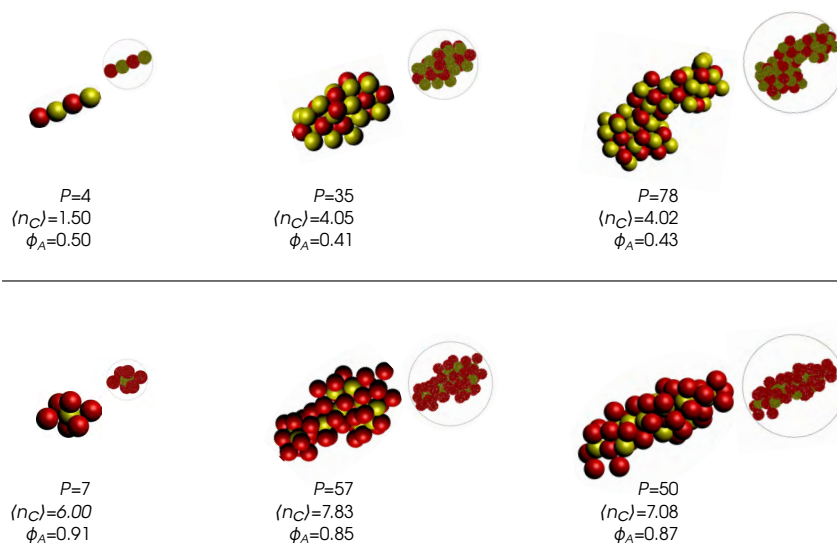 P=4
⟨n_C⟩=1.50
ϕ_A=0.50
P=35
⟨n_C⟩=4.05
ϕ_A=0.41
P=78
⟨n_C⟩=4.02
ϕ_A=0.43
P=7
⟨n_C⟩=6.00
ϕ_A=0.91
P=57
⟨n_C⟩=7.83
ϕ_A=0.85
P=50
⟨n_C⟩=7.08
ϕ_A=0.87